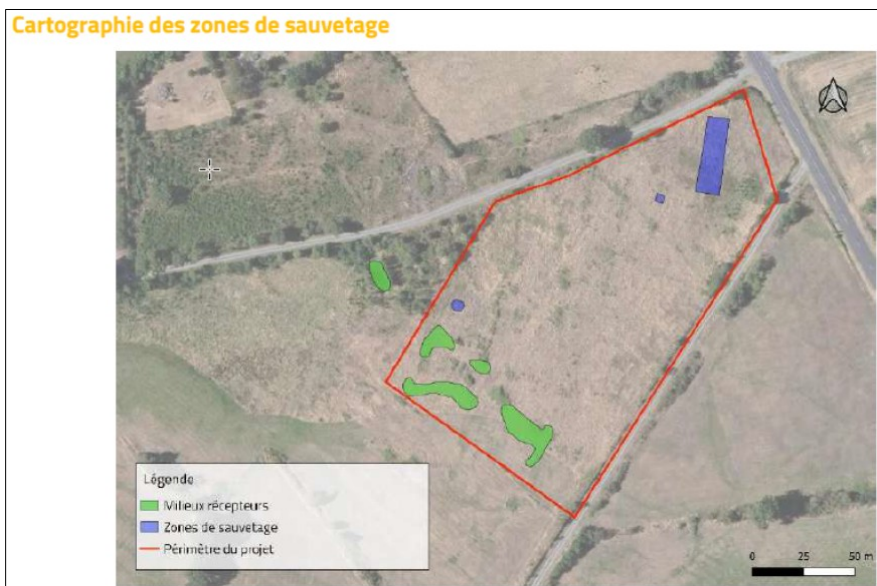 Cartographie des zones de sauvetage
Légende
Milieux récepteurs
Zones de sauvetage
Périmètre du projet
0 25 50 m